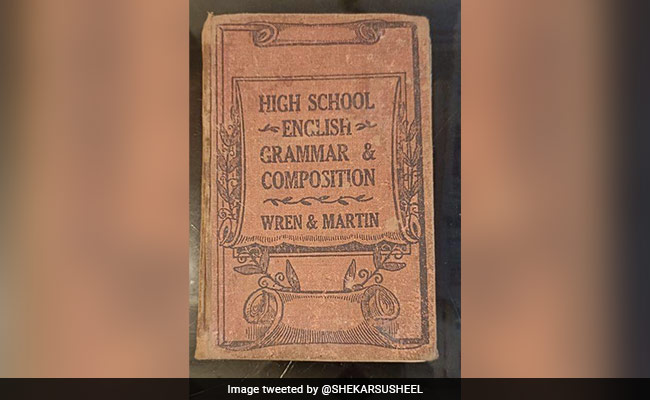 HIGH SCHOOL
ENGLISH
GRAMMAR &
COMPOSITION
WREN & MARTIN
Image tweeted by @SHEKARSUSHEEL